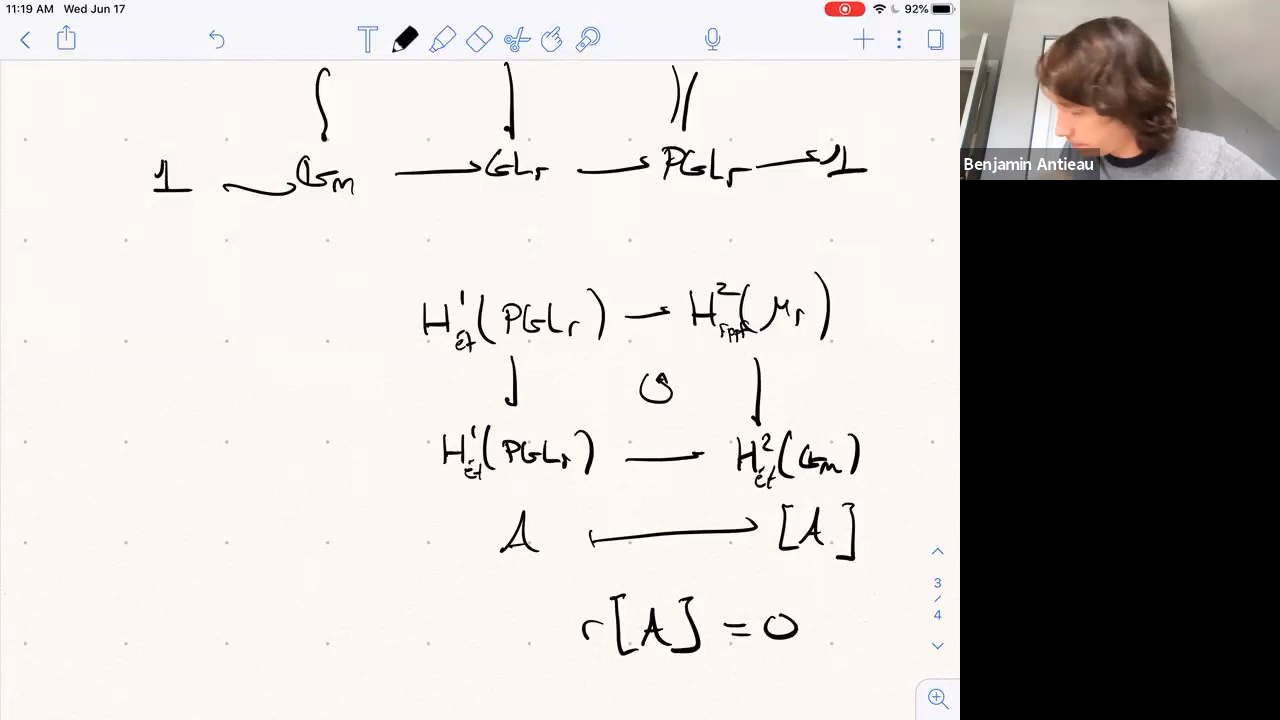 11:19 AM Wed Jun 17 92%
T
1 → 𝔾m → GLr → PGLr → 1
H¹ét(PGLr) → H²fppf(μr)
H¹ét(PGLr) → H²ét(𝔾m)
A ↦ [A]
r[A] = 0
3
/
4
Benjamin Antieau